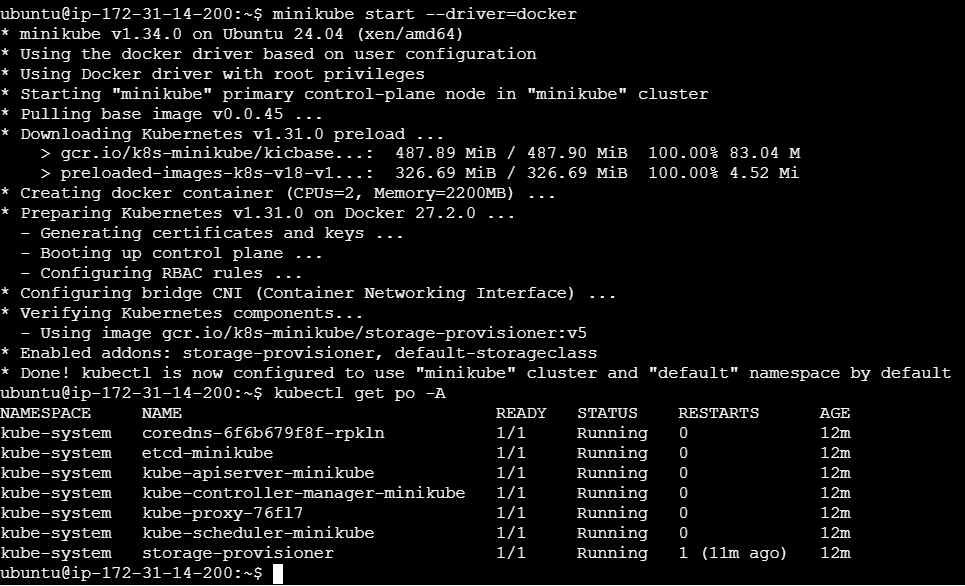 ubuntu@ip-172-31-14-200:~$ minikube start --driver=docker
* minikube v1.34.0 on Ubuntu 24.04 (xen/amd64)
* Using the docker driver based on user configuration
* Using Docker driver with root privileges
* Starting "minikube" primary control-plane node in "minikube" cluster
* Pulling base image v0.0.45 ...
* Downloading Kubernetes v1.31.0 preload ...
    > gcr.io/k8s-minikube/kicbase...:  487.89 MiB / 487.90 MiB  100.00% 83.04 M
    > preloaded-images-k8s-v18-v1...:  326.69 MiB / 326.69 MiB  100.00% 4.52 Mi
* Creating docker container (CPUs=2, Memory=2200MB) ...
* Preparing Kubernetes v1.31.0 on Docker 27.2.0 ...
  - Generating certificates and keys ...
  - Booting up control plane ...
  - Configuring RBAC rules ...
* Configuring bridge CNI (Container Networking Interface) ...
* Verifying Kubernetes components...
  - Using image gcr.io/k8s-minikube/storage-provisioner:v5
* Enabled addons: storage-provisioner, default-storageclass
* Done! kubectl is now configured to use "minikube" cluster and "default" namespace by default
ubuntu@ip-172-31-14-200:~$ kubectl get po -A
NAMESPACE     NAME                               READY   STATUS    RESTARTS      AGE
kube-system   coredns-6f6b679f8f-rpkln           1/1     Running   0             12m
kube-system   etcd-minikube                      1/1     Running   0             12m
kube-system   kube-apiserver-minikube            1/1     Running   0             12m
kube-system   kube-controller-manager-minikube   1/1     Running   0             12m
kube-system   kube-proxy-76fl7                   1/1     Running   0             12m
kube-system   kube-scheduler-minikube            1/1     Running   0             12m
kube-system   storage-provisioner                1/1     Running   1 (11m ago)   12m
ubuntu@ip-172-31-14-200:~$